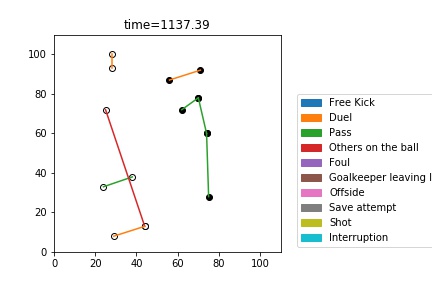 time=1137.39
100
80
60
40
20
0
0 20 40 60 80 100
Free Kick
Duel
Pass
Others on the ball
Foul
Goalkeeper leaving l
Offside
Save attempt
Shot
Interruption